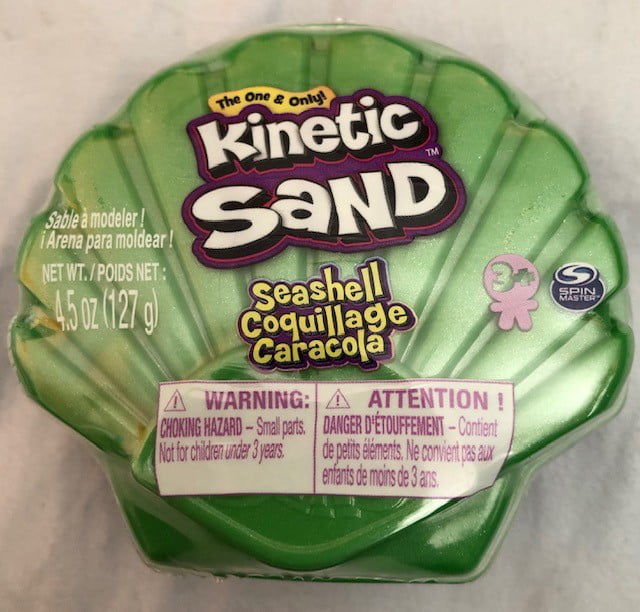 The One & Only!
Kinetic
SAND™
Sable à modeler !
¡Arena para moldear!
NET WT. / POIDS NET :
4.5 oz (127 g)
Seashell
Coquillage
Caracola
3+
SPIN
MASTER™
WARNING:
CHOKING HAZARD – Small parts.
Not for children under 3 years.
ATTENTION !
DANGER D'ÉTOUFFEMENT – Contient
de petits éléments. Ne convient pas aux
enfants de moins de 3 ans.